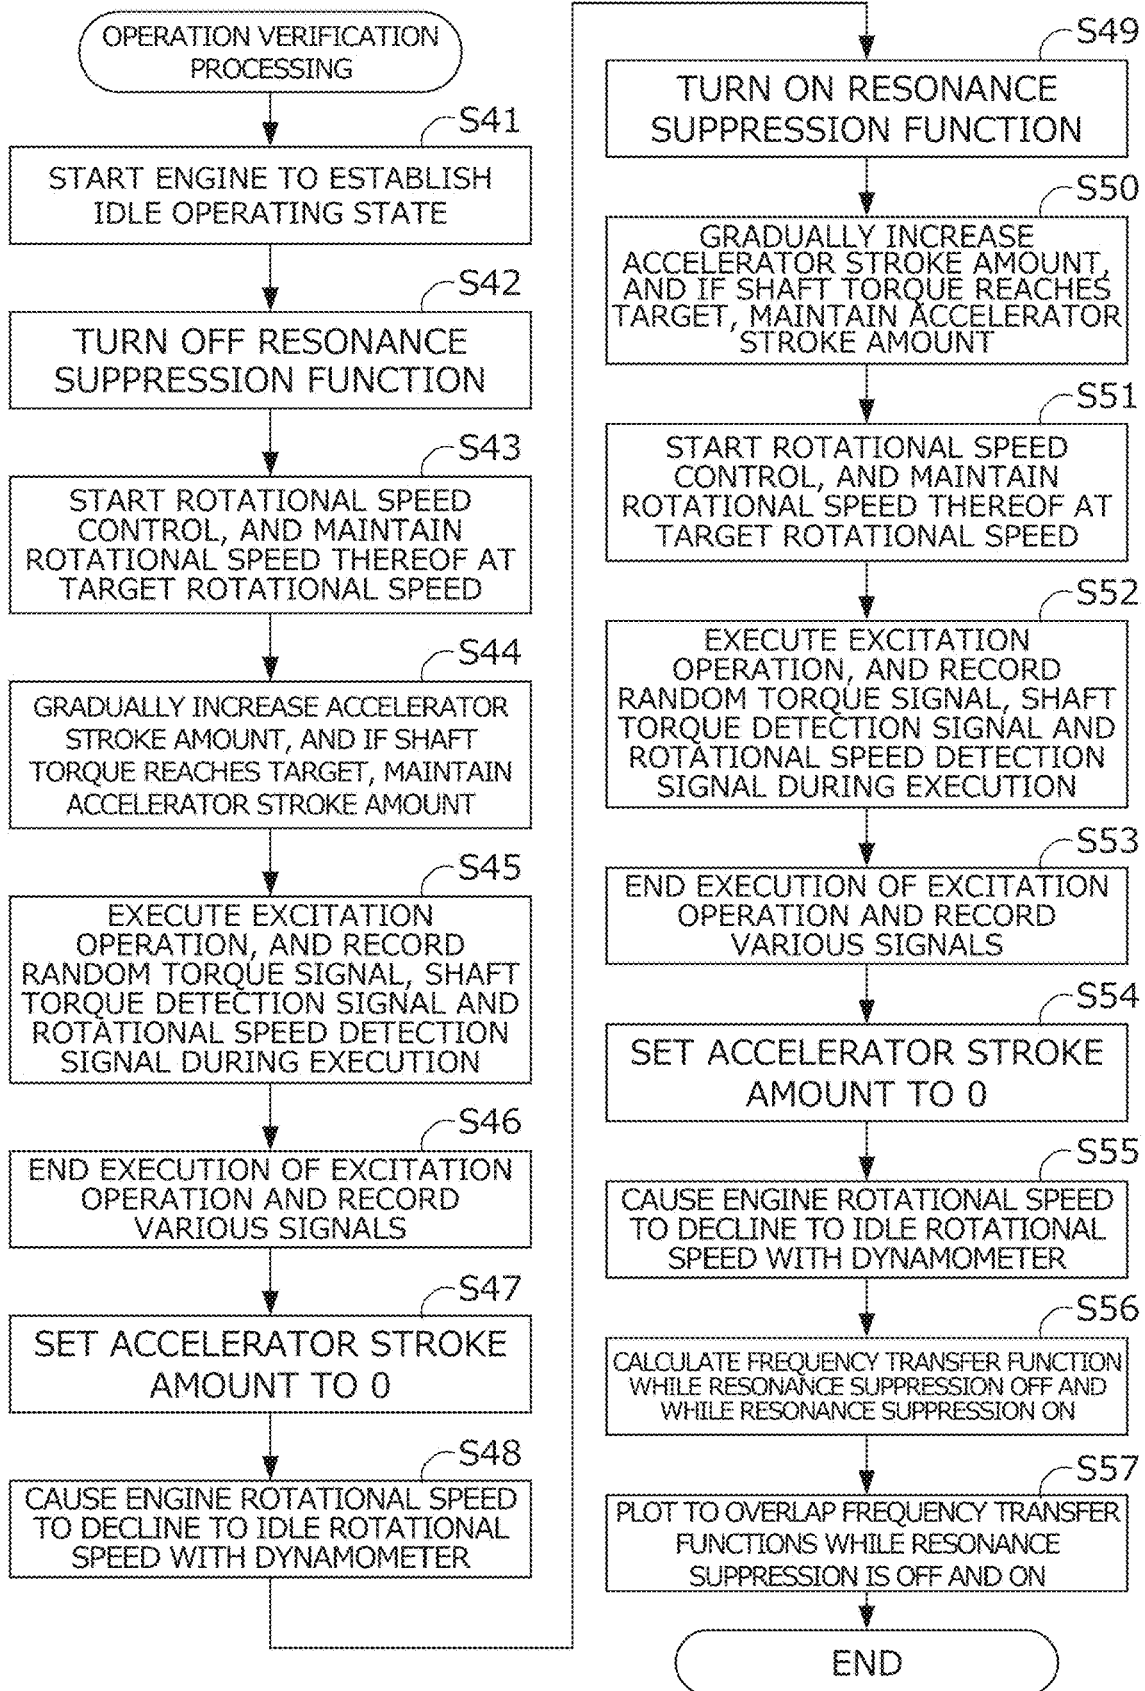 OPERATION VERIFICATION
PROCESSING
S41
START ENGINE TO ESTABLISH
IDLE OPERATING STATE
S42
TURN OFF RESONANCE
SUPPRESSION FUNCTION
S43
START ROTATIONAL SPEED
CONTROL, AND MAINTAIN
ROTATIONAL SPEED THEREOF AT
TARGET ROTATIONAL SPEED
S44
GRADUALLY INCREASE ACCELERATOR
STROKE AMOUNT, AND IF SHAFT
TORQUE REACHES TARGET, MAINTAIN
ACCELERATOR STROKE AMOUNT
S45
EXECUTE EXCITATION
OPERATION, AND RECORD
RANDOM TORQUE SIGNAL, SHAFT
TORQUE DETECTION SIGNAL AND
ROTATIONAL SPEED DETECTION
SIGNAL DURING EXECUTION
S46
END EXECUTION OF EXCITATION
OPERATION AND RECORD
VARIOUS SIGNALS
S47
SET ACCELERATOR STROKE
AMOUNT TO 0
S48
CAUSE ENGINE ROTATIONAL SPEED
TO DECLINE TO IDLE ROTATIONAL
SPEED WITH DYNAMOMETER
S49
TURN ON RESONANCE
SUPPRESSION FUNCTION
S50
GRADUALLY INCREASE
ACCELERATOR STROKE AMOUNT,
AND IF SHAFT TORQUE REACHES
TARGET, MAINTAIN ACCELERATOR
STROKE AMOUNT
S51
START ROTATIONAL SPEED
CONTROL, AND MAINTAIN
ROTATIONAL SPEED THEREOF AT
TARGET ROTATIONAL SPEED
S52
EXECUTE EXCITATION
OPERATION, AND RECORD
RANDOM TORQUE SIGNAL, SHAFT
TORQUE DETECTION SIGNAL AND
ROTATIONAL SPEED DETECTION
SIGNAL DURING EXECUTION
S53
END EXECUTION OF EXCITATION
OPERATION AND RECORD
VARIOUS SIGNALS
S54
SET ACCELERATOR STROKE
AMOUNT TO 0
S55
CAUSE ENGINE ROTATIONAL SPEED
TO DECLINE TO IDLE ROTATIONAL
SPEED WITH DYNAMOMETER
S56
CALCULATE FREQUENCY TRANSFER FUNCTION
WHILE RESONANCE SUPPRESSION OFF AND
WHILE RESONANCE SUPPRESSION ON
S57
PLOT TO OVERLAP FREQUENCY TRANSFER
FUNCTIONS WHILE RESONANCE
SUPPRESSION IS OFF AND ON
END